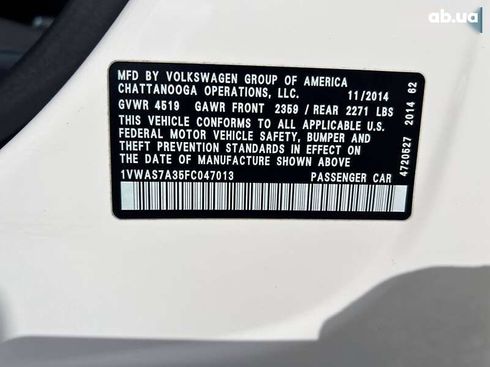 ab.ua
MFD BY VOLKSWAGEN GROUP OF AMERICA
CHATTANOOGA OPERATIONS, LLC. 11/2014
GVWR 4519 GAWR FRONT 2359 / REAR 2271 LBS
THIS VEHICLE CONFORMS TO ALL APPLICABLE U.S.
FEDERAL MOTOR VEHICLE SAFETY, BUMPER AND
THEFT PREVENTION STANDARDS IN EFFECT ON
THE DATE OF MANUFACTURE SHOWN ABOVE
1VWAS7A35FC047013 PASSENGER CAR
4720527 2014 62